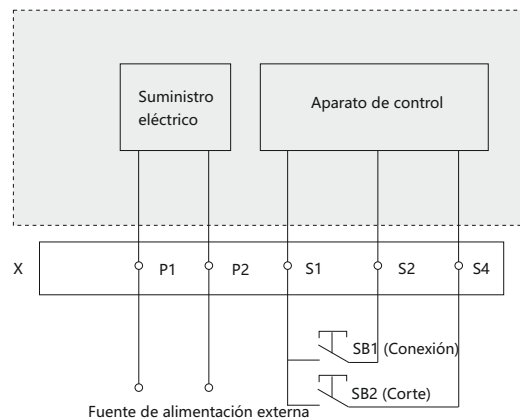 Suministro
eléctrico
Aparato de control
X
P1
P2
S1
S2
S4
SB1 (Conexión)
SB2 (Corte)
Fuente de alimentación externa